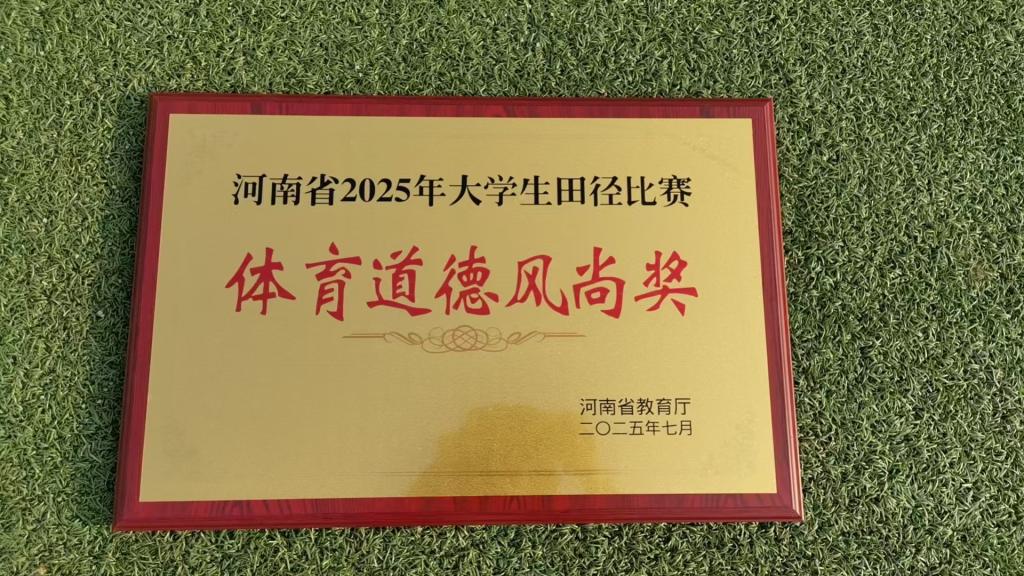 河南省2025年大学生田径比赛
体育道德风尚奖
河南省教育厅
二〇二五年七月